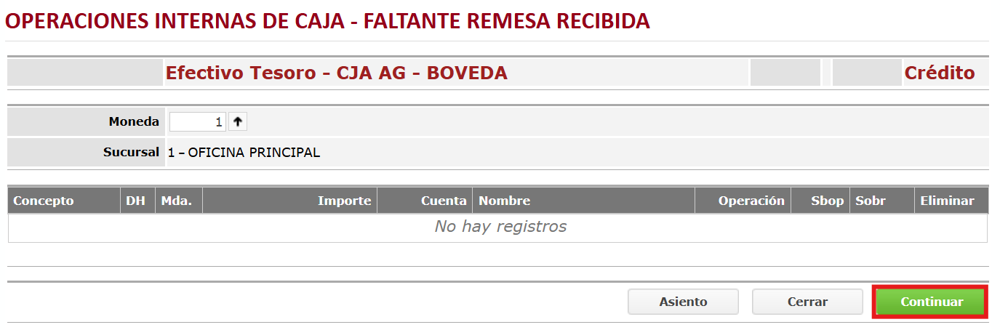 OPERACIONES INTERNAS DE CAJA - FALTANTE REMESA RECIBIDA
Efectivo Tesoro - CJA AG - BOVEDA Crédito
Moneda 1
Sucursal 1 - OFICINA PRINCIPAL
Concepto DH Mda. Importe Cuenta Nombre Operación Sbop Sobr Eliminar
No hay registros
Asiento Cerrar Continuar